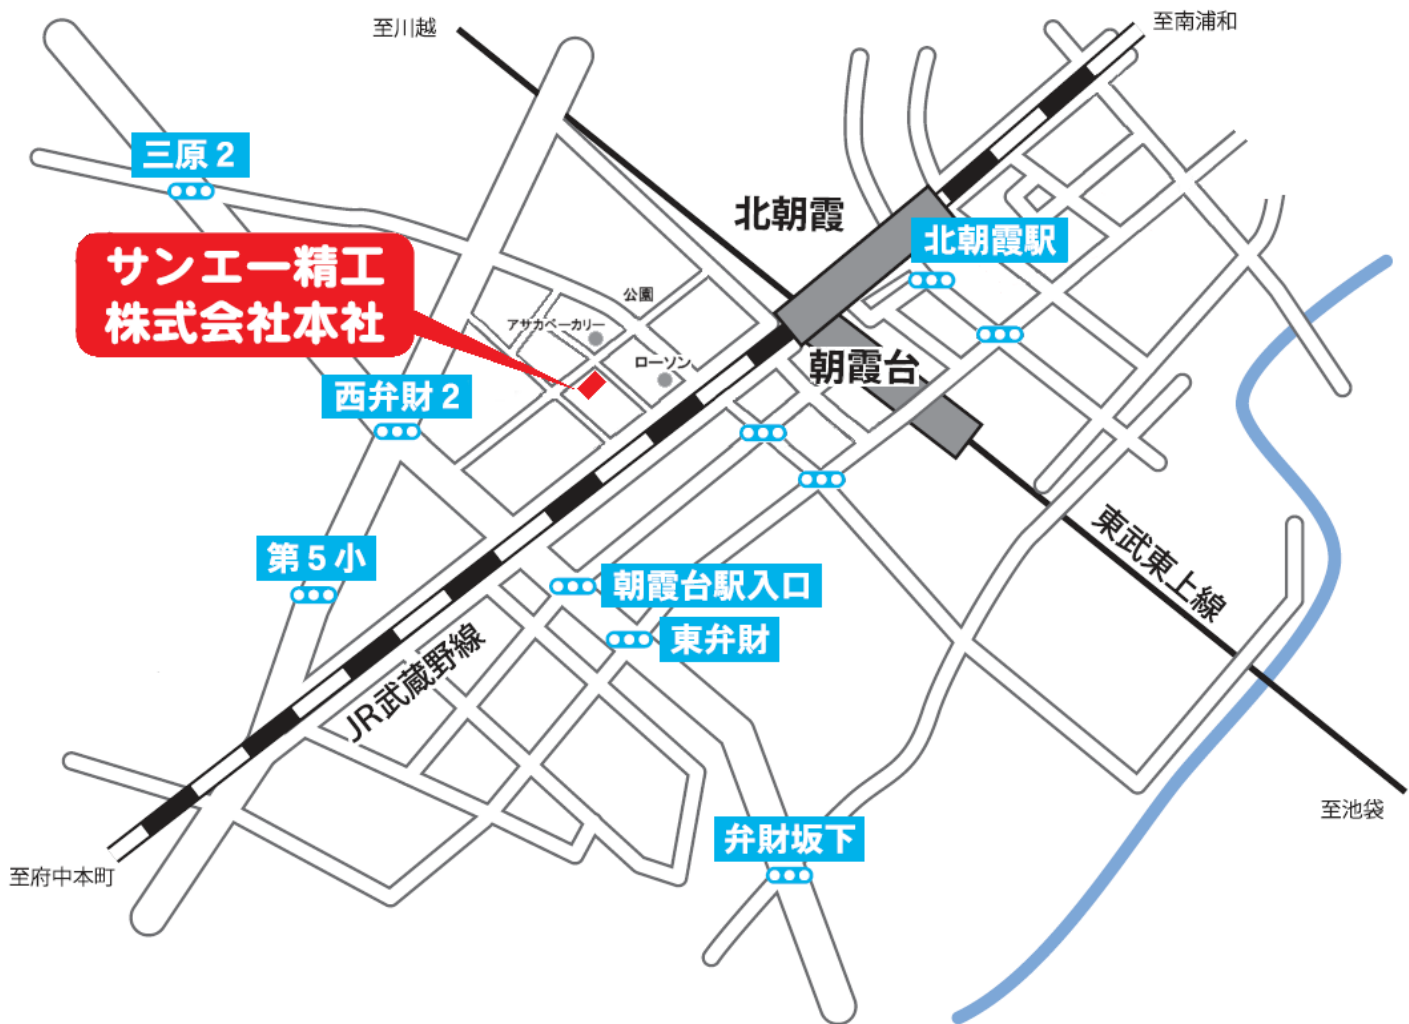 至川越
至南浦和
三原2
北朝霞
北朝霞駅
サンエー精工
株式会社本社
公園
アサカベーカリー
ローソン
朝霞台
西弁財2
東武東上線
第5小
朝霞台駅入口
東弁財
JR武蔵野線
至池袋
弁財坂下
至府中本町